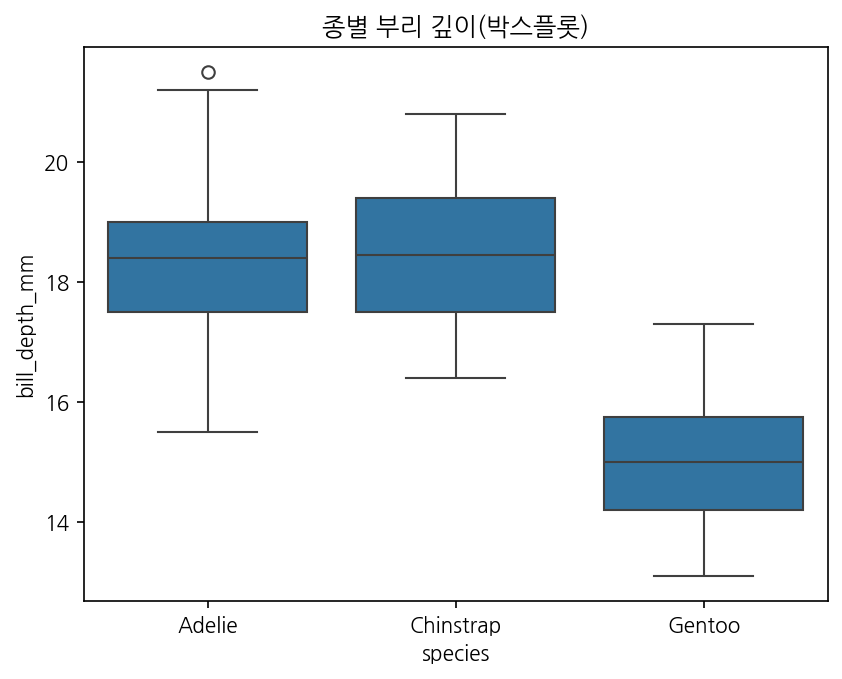 종별 부리 깊이(박스플롯)
bill_depth_mm
20
18
16
14
Adelie
Chinstrap
Gentoo
species